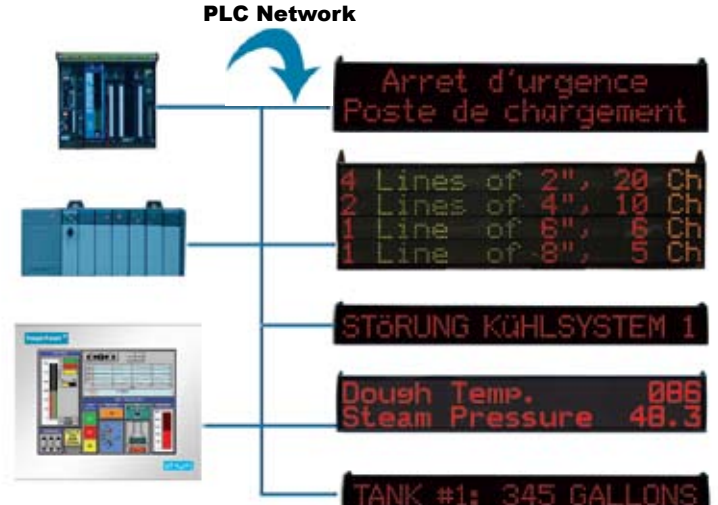 PLC Network
Arret d'urgence
Poste de chargement
4 Lines of 2", 20 Ch
2 Lines of 4", 10 Ch
1 Line of 6", 6 Ch
1 Line of 8", 5 Ch
STöRUNG KüHLSYSTEM 1
Dough Temp. 086
Steam Pressure 48.3
TANK #1: 345 GALLONS